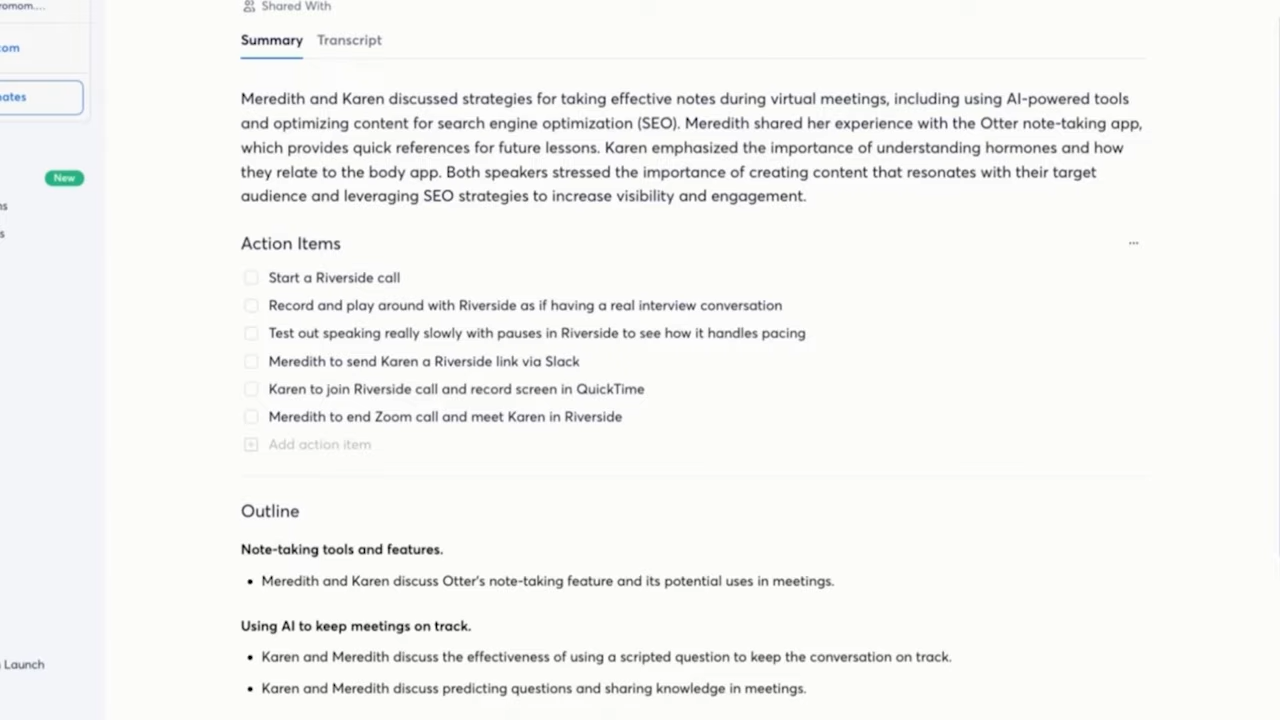 romom....
com
nates
New
ns
s
Launch
Shared With
Summary Transcript
Meredith and Karen discussed strategies for taking effective notes during virtual meetings, including using AI-powered tools
and optimizing content for search engine optimization (SEO). Meredith shared her experience with the Otter note-taking app,
which provides quick references for future lessons. Karen emphasized the importance of understanding hormones and how
they relate to the body app. Both speakers stressed the importance of creating content that resonates with their target
audience and leveraging SEO strategies to increase visibility and engagement.
Action Items
Start a Riverside call
Record and play around with Riverside as if having a real interview conversation
Test out speaking really slowly with pauses in Riverside to see how it handles pacing
Meredith to send Karen a Riverside link via Slack
Karen to join Riverside call and record screen in QuickTime
Meredith to end Zoom call and meet Karen in Riverside
Add action item
Outline
Note-taking tools and features.
• Meredith and Karen discuss Otter's note-taking feature and its potential uses in meetings.
Using AI to keep meetings on track.
• Karen and Meredith discuss the effectiveness of using a scripted question to keep the conversation on track.
• Karen and Meredith discuss predicting questions and sharing knowledge in meetings.